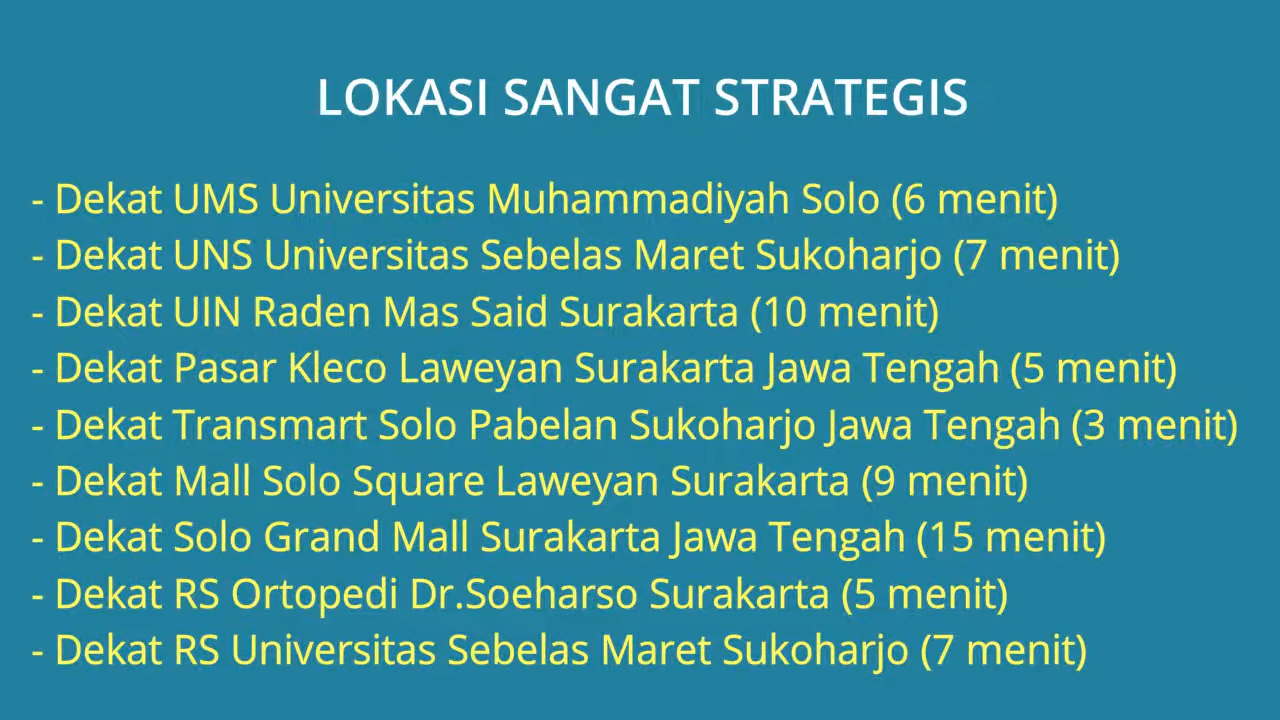 LOKASI SANGAT STRATEGIS
- Dekat UMS Universitas Muhammadiyah Solo (6 menit)
- Dekat UNS Universitas Sebelas Maret Sukoharjo (7 menit)
- Dekat UIN Raden Mas Said Surakarta (10 menit)
- Dekat Pasar Kleco Laweyan Surakarta Jawa Tengah (5 menit)
- Dekat Transmart Solo Pabelan Sukoharjo Jawa Tengah (3 menit)
- Dekat Mall Solo Square Laweyan Surakarta (9 menit)
- Dekat Solo Grand Mall Surakarta Jawa Tengah (15 menit)
- Dekat RS Ortopedi Dr.Soeharso Surakarta (5 menit)
- Dekat RS Universitas Sebelas Maret Sukoharjo (7 menit)